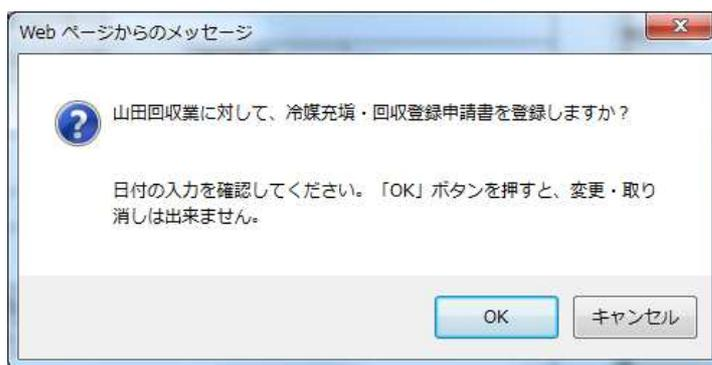 Web ページからのメッセージ
山田回収業に対して、冷媒充塡・回収登録申請書を登録しますか？
日付の入力を確認してください。「OK」ボタンを押すと、変更・取り
消しは出来ません。
OK
キャンセル